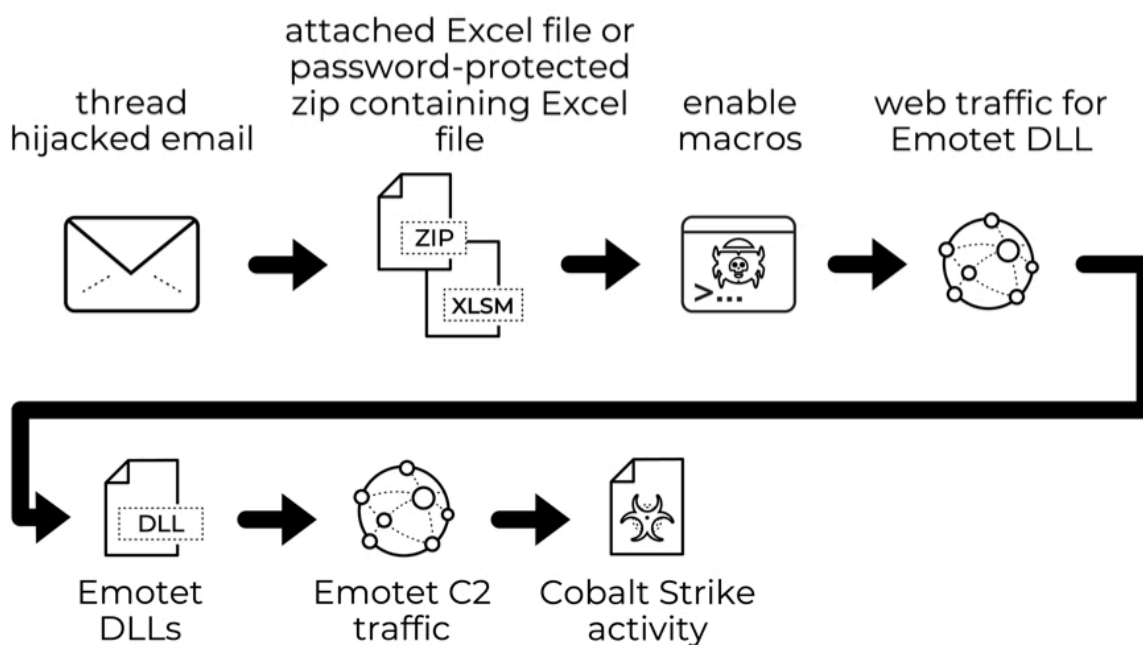 thread
hijacked email
attached Excel file or
password-protected
zip containing Excel
file
enable
macros
web traffic for
Emotet DLL
ZIP
XLSM
>...
DLL
Emotet
DLLs
Emotet C2
traffic
Cobalt Strike
activity